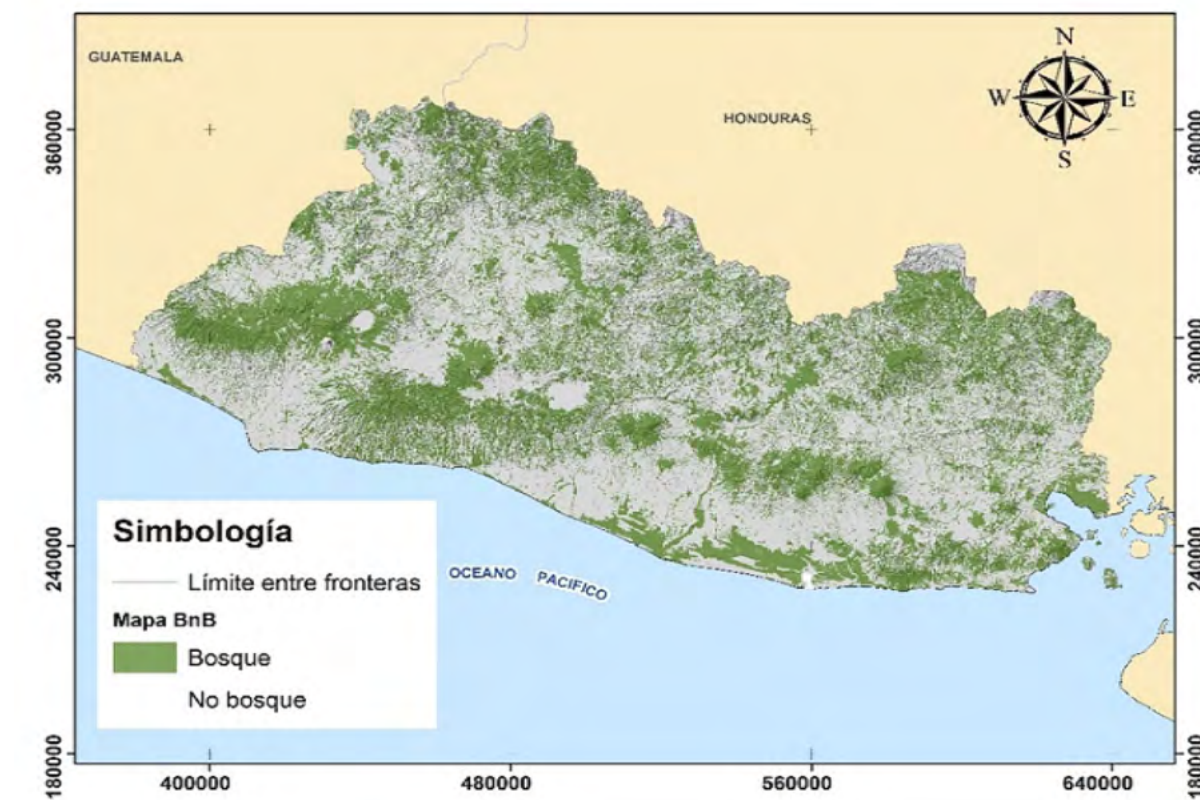 GUATEMALA
HONDURAS
N
W
E
S
360000
360000
300000
300000
240000
240000
180000
180000
Simbología
Límite entre fronteras
Mapa BnB
Bosque
No bosque
OCEANO PACIFICO
400000
480000
560000
640000